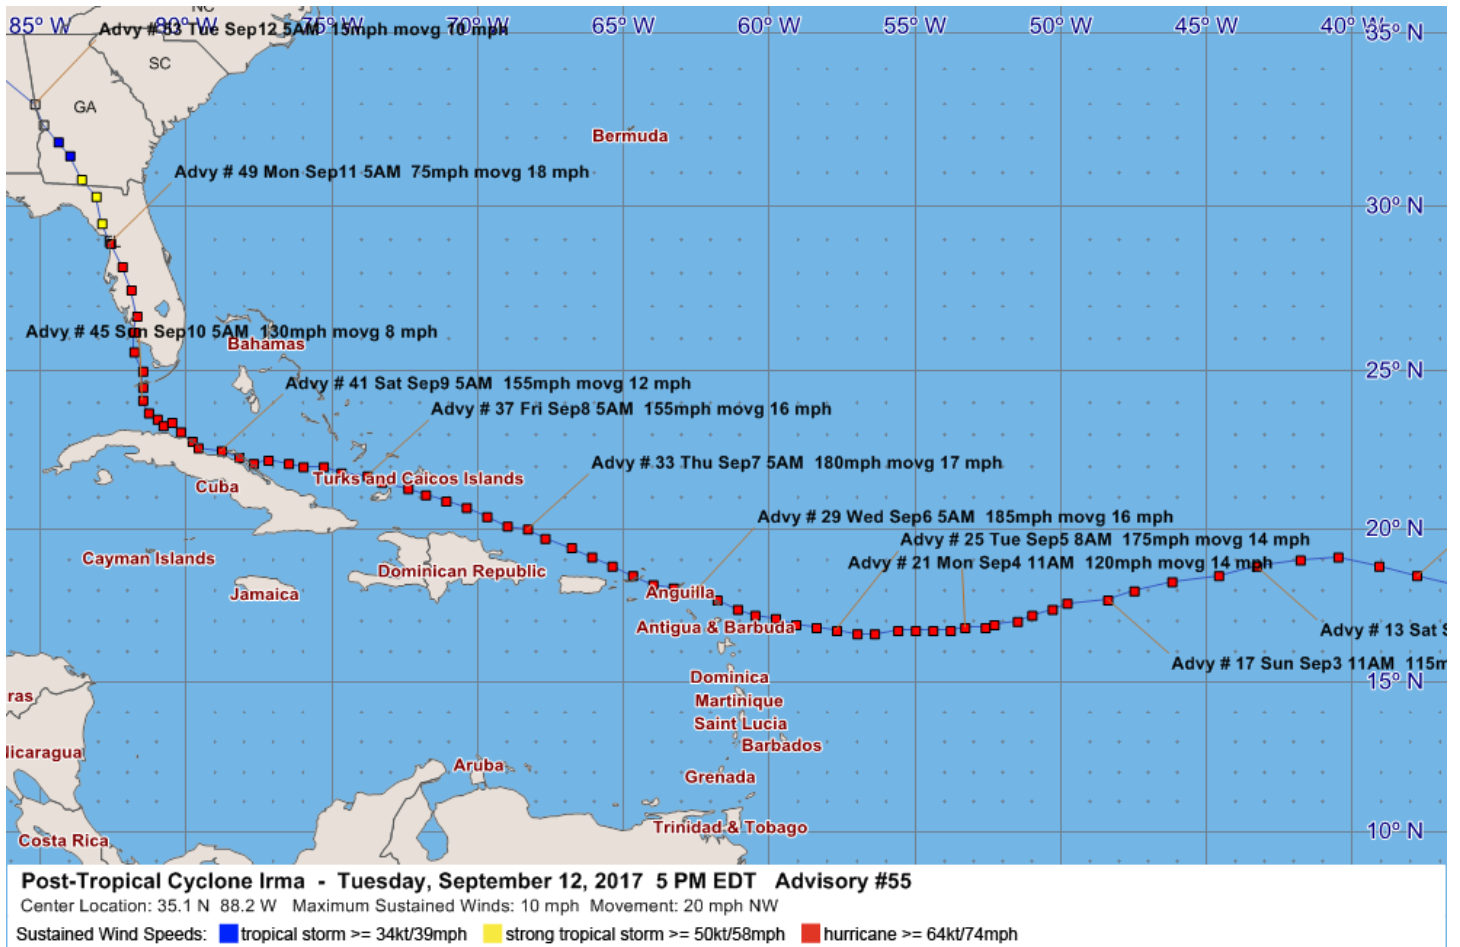 NC
85° W 80° W 75° W 70° W 65° W 60° W 55° W 50° W 45° W 40° W
35° N
Advy # 53 Tue Sep12 5AM 15mph movg 10 mph
SC
GA
Bermuda
Advy # 49 Mon Sep11 5AM 75mph movg 18 mph
30° N
Advy # 45 Sun Sep10 5AM 130mph movg 8 mph
Bahamas
25° N
Advy # 41 Sat Sep9 5AM 155mph movg 12 mph
Advy # 37 Fri Sep8 5AM 155mph movg 16 mph
Advy # 33 Thu Sep7 5AM 180mph movg 17 mph
Turks and Caicos Islands
Cuba
Advy # 29 Wed Sep6 5AM 185mph movg 16 mph
20° N
Advy # 25 Tue Sep5 8AM 175mph movg 14 mph
Cayman Islands
Advy # 21 Mon Sep4 11AM 120mph movg 14 mph
Dominican Republic
Jamaica
Anguilla
Antigua & Barbuda
Advy # 13 Sat S
Advy # 17 Sun Sep3 11AM 115m
Dominica
15° N
ras
Martinique
Saint Lucia
Barbados
Nicaragua
Aruba
Grenada
Trinidad & Tobago
10° N
Costa Rica
Post-Tropical Cyclone Irma - Tuesday, September 12, 2017 5 PM EDT Advisory #55
Center Location: 35.1 N 88.2 W Maximum Sustained Winds: 10 mph Movement: 20 mph NW
Sustained Wind Speeds: tropical storm >= 34kt/39mph strong tropical storm >= 50kt/58mph hurricane >= 64kt/74mph